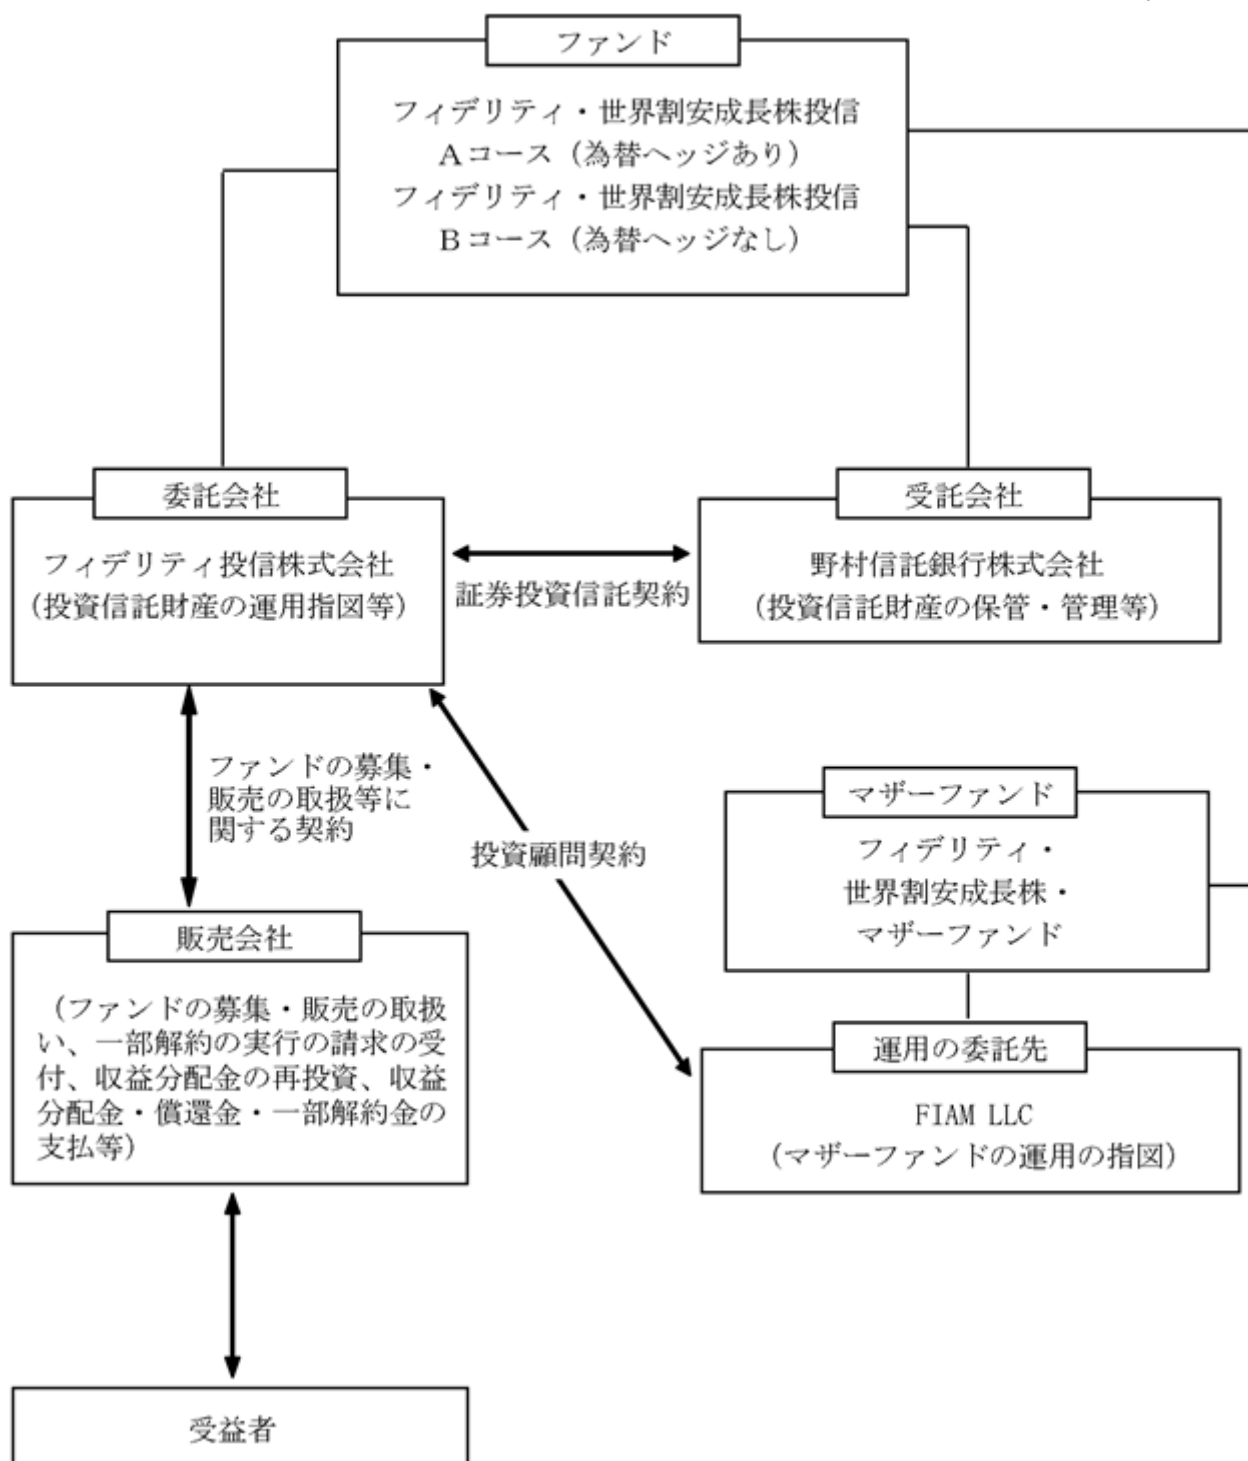 ファンド
フィデリティ・世界割安成長株投信
Aコース（為替ヘッジあり）
フィデリティ・世界割安成長株投信
Bコース（為替ヘッジなし）
委託会社
フィデリティ投信株式会社
（投資信託財産の運用指図等）
証券投資信託契約
受託会社
野村信託銀行株式会社
（投資信託財産の保管・管理等）
ファンドの募集・
販売の取扱等に
関する契約
投資顧問契約
マザーファンド
フィデリティ・
世界割安成長株・
マザーファンド
販売会社
（ファンドの募集・販売の取扱
い、一部解約の実行の請求の受
付、収益分配金の再投資、収益
分配金・償還金・一部解約金の
支払等）
運用の委託先
FIAM LLC
（マザーファンドの運用の指図）
受益者